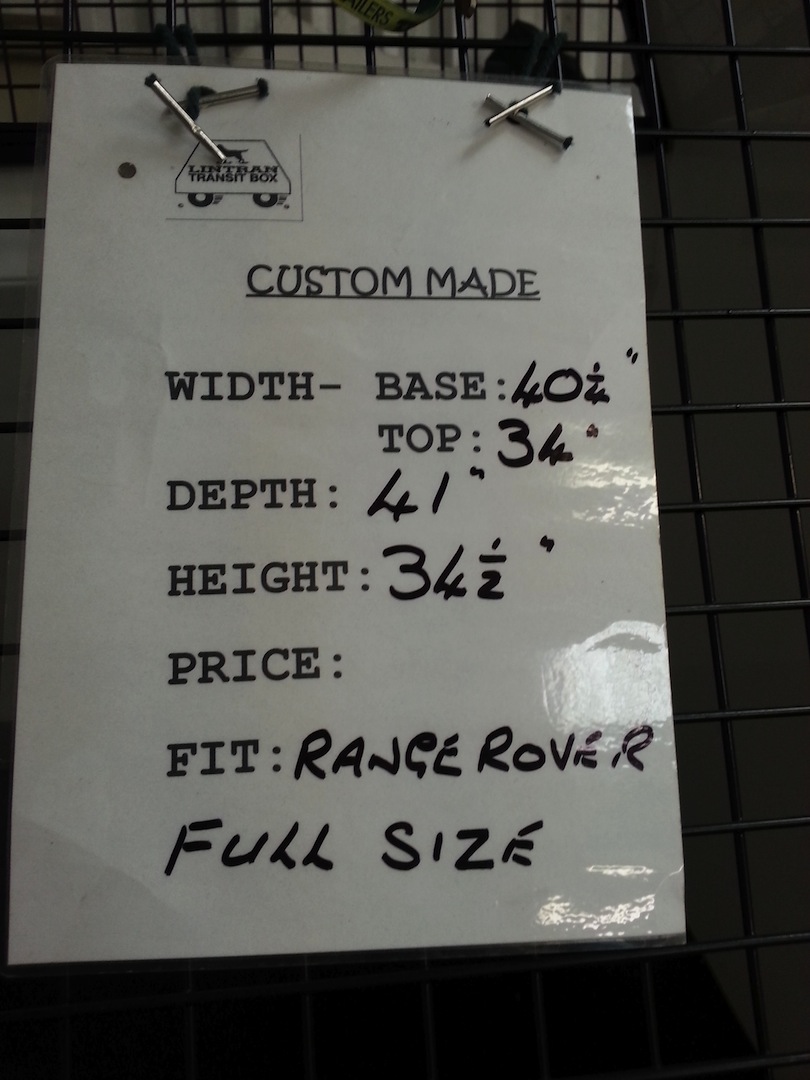 AILERS
LINTRAN
TRANSIT BOX
CUSTOM MADE
WIDTH- BASE: 40¼"
TOP: 34"
DEPTH: 41"
HEIGHT: 34½"
PRICE:
FIT: RANGE ROVER
FULL SIZE